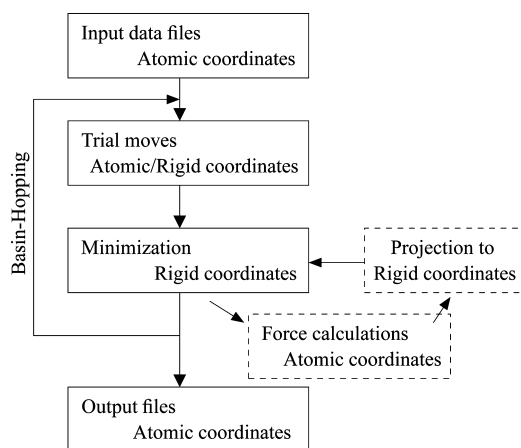 Input data files
Atomic coordinates
Basin-Hopping
Trial moves
Atomic/Rigid coordinates
Minimization
Rigid coordinates
Projection to
Rigid coordinates
Force calculations
Atomic coordinates
Output files
Atomic coordinates